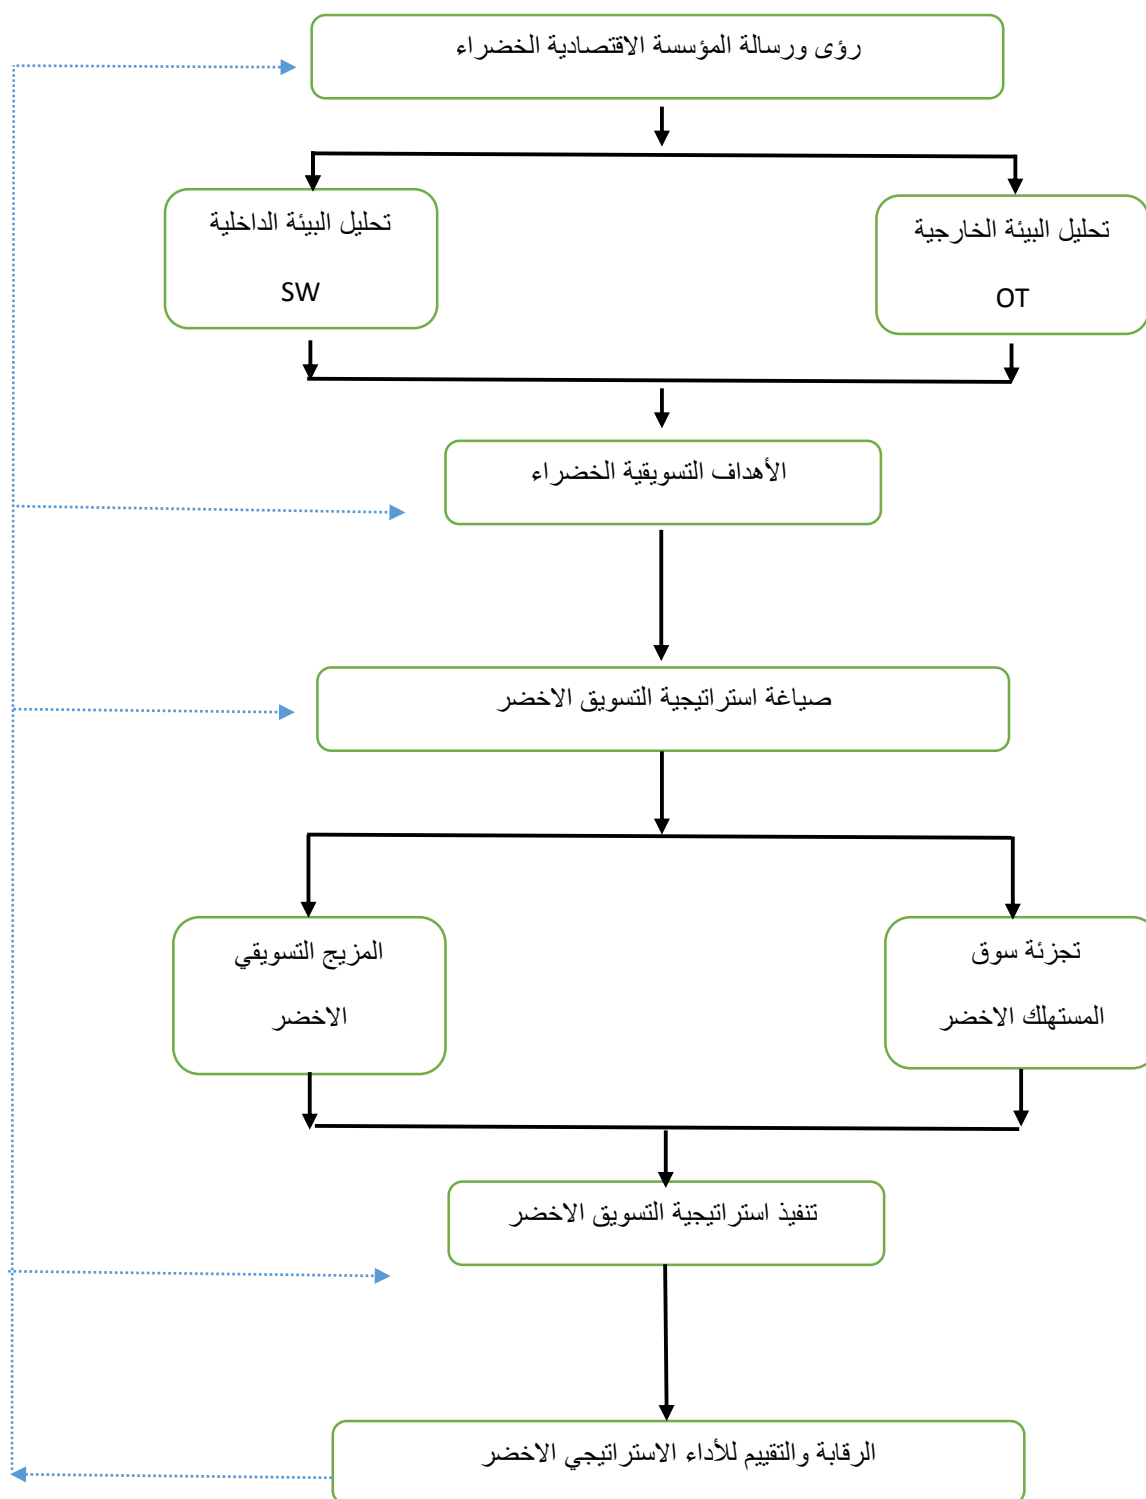 رؤى ورسالة المؤسسة الاقتصادية الخضراء
تحليل البيئة الخارجية
OT
تحليل البيئة الداخلية
SW
الأهداف التسويقية الخضراء
صياغة استراتيجية التسويق الاخضر
تجزئة سوق
المستهلك الاخضر
المزيج التسويقي
الاخضر
تنفيذ استراتيجية التسويق الاخضر
الرقابة والتقييم للأداء الاستراتيجي الاخضر